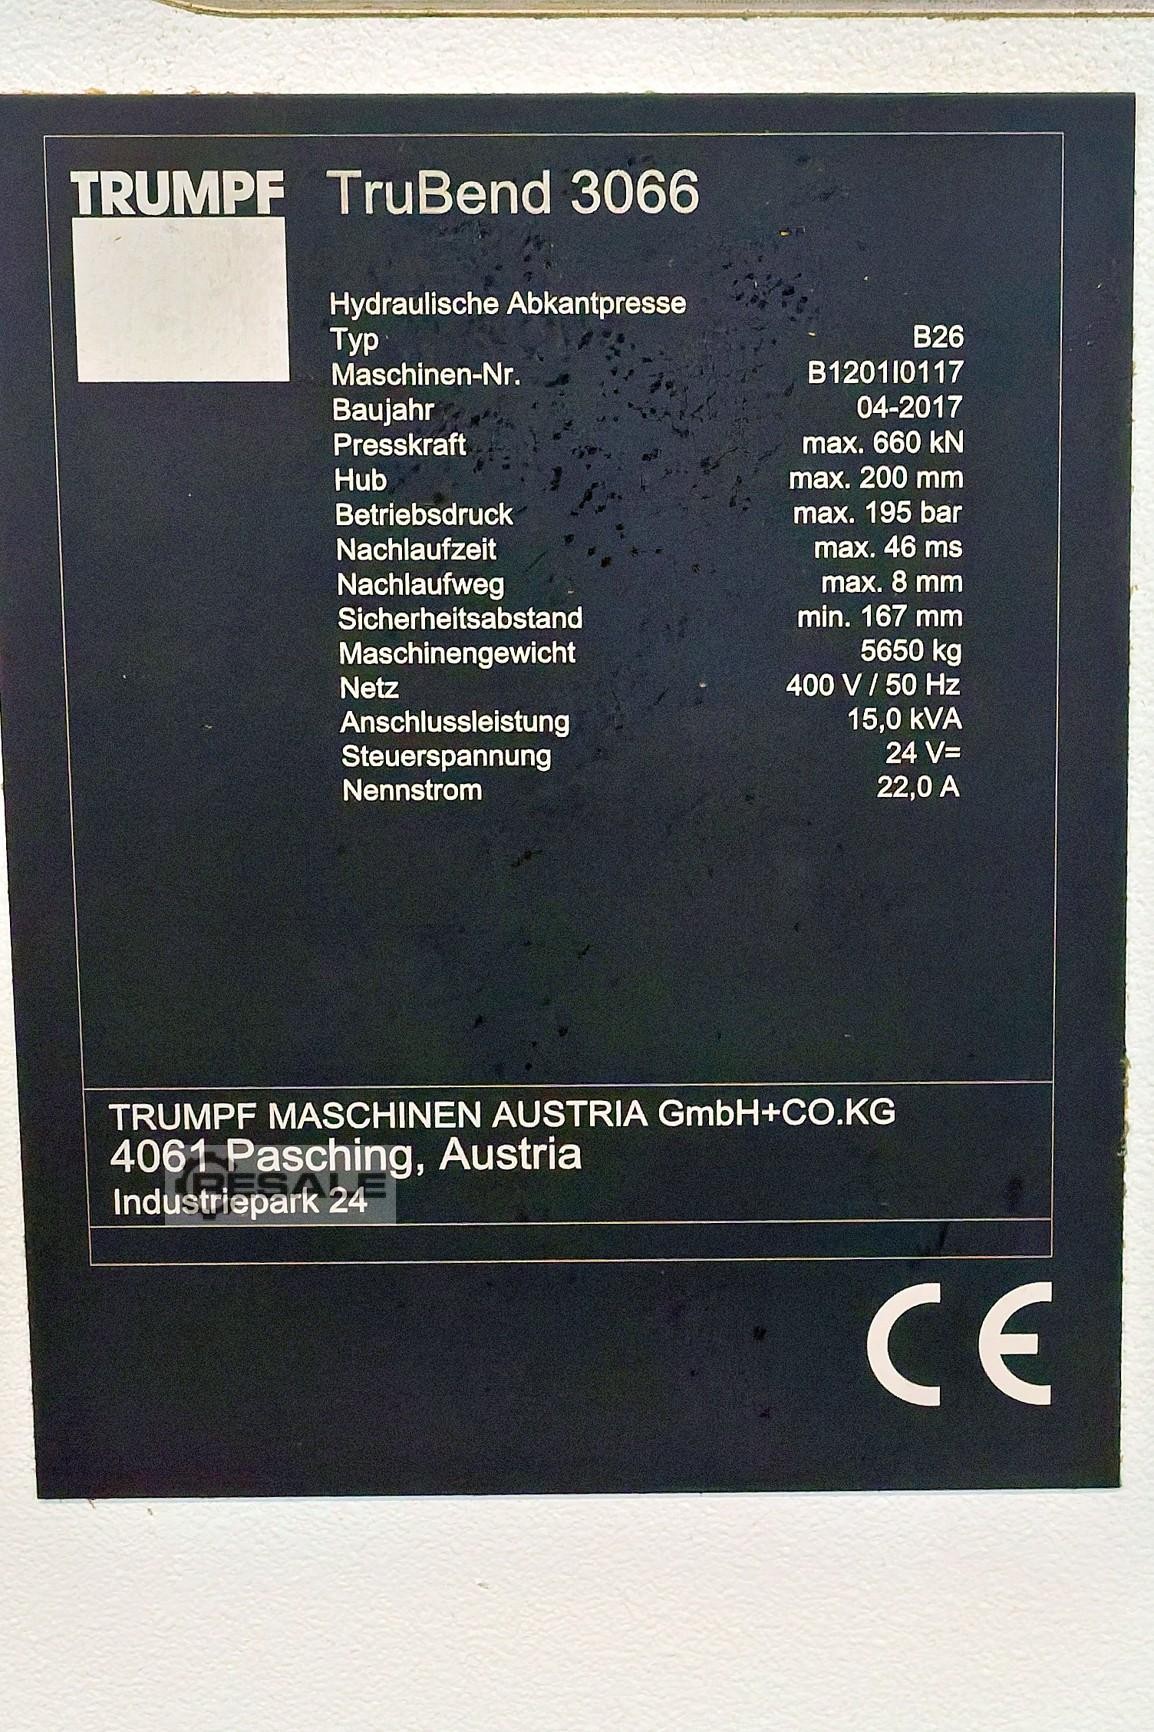 TRUMPF TruBend 3066
Hydraulische Abkantpresse
Typ B26
Maschinen-Nr. B1201I0117
Baujahr 04-2017
Presskraft max. 660 kN
Hub max. 200 mm
Betriebsdruck max. 195 bar
Nachlaufzeit max. 46 ms
Nachlaufweg max. 8 mm
Sicherheitsabstand min. 167 mm
Maschinengewicht 5650 kg
Netz 400 V / 50 Hz
Anschlussleistung 15,0 kVA
Steuerspannung 24 V=
Nennstrom 22,0 A
TRUMPF MASCHINEN AUSTRIA GmbH+CO.KG
4061 Pasching, Austria
RESALE
Industriepark 24
CE